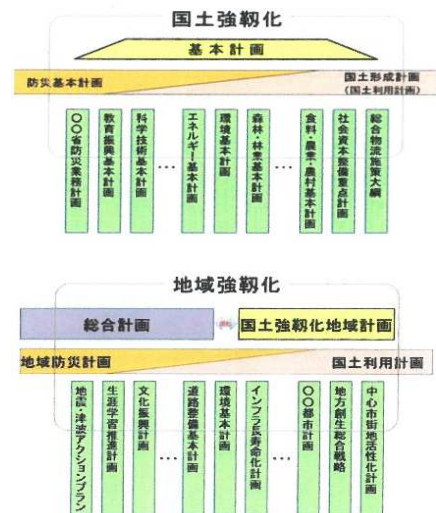 国土強靱化
基本計画
防災基本計画
国土形成計画
(国土利用計画)
〇〇省防災業務計画
教育振興基本計画
科学技術基本計画
…
エネルギー基本計画
環境基本計画
森林・林業基本計画
…
食料・農業・農村基本計画
社会資本整備重点計画
総合物流施策大綱
地域強靱化
総合計画
国土強靱化地域計画
地域防災計画
国土利用計画
地震・津波アクションプラン
生涯学習推進計画
文化振興計画
…
道路整備基本計画
環境基本計画
インフラ長寿命化計画
…
〇〇都市計画
地方創生総合戦略
中心市街地活性化計画